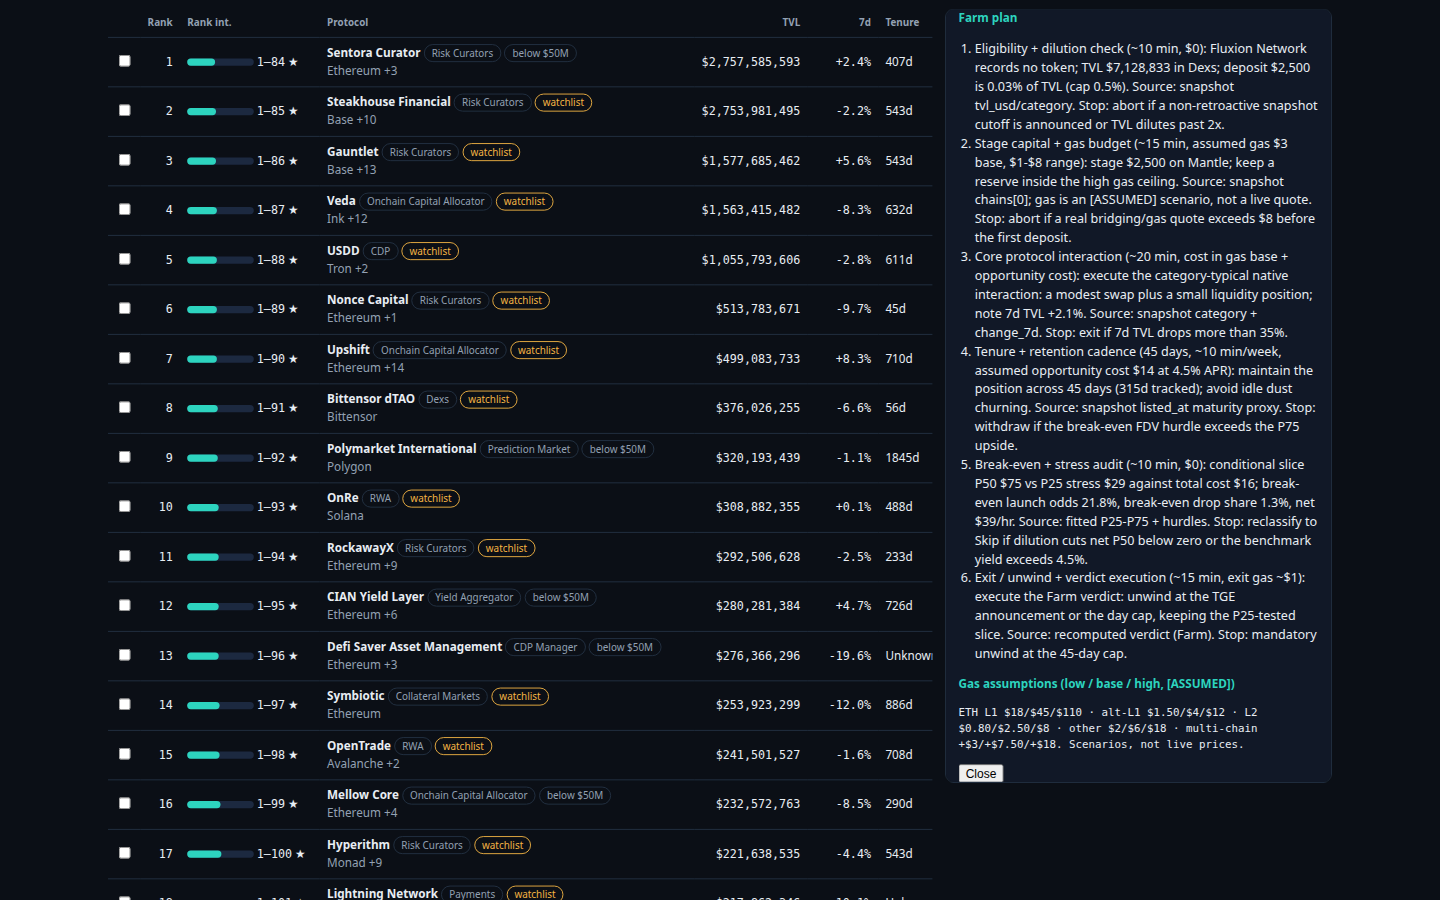 Rank Rank int. Protocol TVL 7d Tenure
1 1–84 ★ Sentora Curator Risk Curators below $50M $2,757,585,593 +2.4% 407d
Ethereum +3
2 1–85 ★ Steakhouse Financial Risk Curators watchlist $2,753,981,495 -2.2% 543d
Base +10
3 1–86 ★ Gauntlet Risk Curators watchlist $1,577,685,462 +5.6% 543d
Base +13
4 1–87 ★ Veda Onchain Capital Allocator watchlist $1,563,415,482 -8.3% 632d
Ink +12
5 1–88 ★ USDD CDP watchlist $1,055,793,606 -2.8% 611d
Tron +2
6 1–89 ★ Nonce Capital Risk Curators watchlist $513,783,671 -9.7% 45d
Ethereum +1
7 1–90 ★ Upshift Onchain Capital Allocator watchlist $499,083,733 +8.3% 710d
Ethereum +14
8 1–91 ★ Bittensor dTAO Dexs watchlist $376,026,255 -6.6% 56d
Bittensor
9 1–92 ★ Polymarket International Prediction Market below $50M $320,193,439 -1.1% 1845d
Polygon
10 1–93 ★ OnRe RWA watchlist $308,882,355 +0.1% 488d
Solana
11 1–94 ★ RockawayX Risk Curators watchlist $292,506,628 -2.5% 233d
Ethereum +9
12 1–95 ★ CIAN Yield Layer Yield Aggregator below $50M $280,281,384 +4.7% 726d
Ethereum +6
13 1–96 ★ Defi Saver Asset Management CDP Manager below $50M $276,366,296 -19.6% Unknown
Ethereum +3
14 1–97 ★ Symbiotic Collateral Markets watchlist $253,923,299 -12.0% 886d
Ethereum
15 1–98 ★ OpenTrade RWA watchlist $241,501,527 -1.6% 708d
Avalanche +2
16 1–99 ★ Mellow Core Onchain Capital Allocator below $50M $232,572,763 -8.5% 290d
Ethereum +4
17 1–100 ★ Hyperithm Risk Curators watchlist $221,638,535 -4.4% 543d
Monad +9
Lightning Network Payments watchlist
Farm plan
1. Eligibility + dilution check (~10 min, $0): Fluxion Network
records no token; TVL $7,128,833 in Dexs; deposit $2,500
is 0.03% of TVL (cap 0.5%). Source: snapshot
tvl_usd/category. Stop: abort if a non-retroactive snapshot
cutoff is announced or TVL dilutes past 2x.
2. Stage capital + gas budget (~15 min, assumed gas $3
base, $1-$8 range): stage $2,500 on Mantle; keep a
reserve inside the high gas ceiling. Source: snapshot
chains[0]; gas is an [ASSUMED] scenario, not a live quote.
Stop: abort if a real bridging/gas quote exceeds $8 before
the first deposit.
3. Core protocol interaction (~20 min, cost in gas base +
opportunity cost): execute the category-typical native
interaction: a modest swap plus a small liquidity position;
note 7d TVL +2.1%. Source: snapshot category +
change_7d. Stop: exit if 7d TVL drops more than 35%.
4. Tenure + retention cadence (45 days, ~10 min/week,
assumed opportunity cost $14 at 4.5% APR): maintain the
position across 45 days (315d tracked); avoid idle dust
churning. Source: snapshot listed_at maturity proxy. Stop:
withdraw if the break-even FDV hurdle exceeds the P75
upside.
5. Break-even + stress audit (~10 min, $0): conditional slice
P50 $75 vs P25 stress $29 against total cost $16; break-
even launch odds 21.8%, break-even drop share 1.3%, net
$39/hr. Source: fitted P25-P75 + hurdles. Stop: reclassify to
Skip if dilution cuts net P50 below zero or the benchmark
yield exceeds 4.5%.
6. Exit / unwind + verdict execution (~15 min, exit gas ~$1):
execute the Farm verdict: unwind at the TGE
announcement or the day cap, keeping the P25-tested
slice. Source: recomputed verdict (Farm). Stop: mandatory
unwind at the 45-day cap.
Gas assumptions (low / base / high, [ASSUMED])
ETH L1 $18/$45/$110 · alt-L1 $1.50/$4/$12 · L2
$0.80/$2.50/$8 · other $2/$6/$18 · multi-chain
+$3/+$7.50/+$18. Scenarios, not live prices.
Close